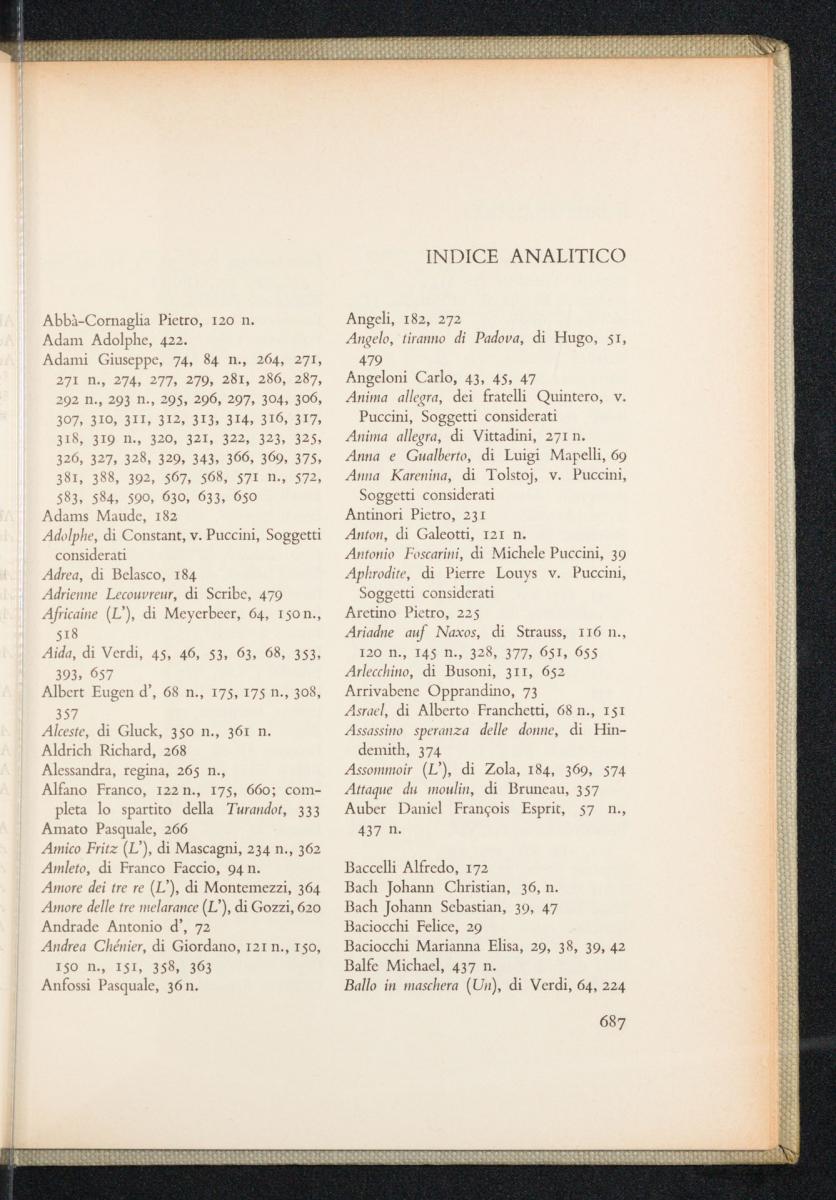 INDICE ANALITICO
Abbà-Cornaglia Pietro, 120 n.
Adam Adolphe, 422.
Adami Giuseppe, 74, 84 n., 264, 271,
271 n., 274, 277, 279, 281, 286, 287,
292 n., 293 n., 295, 296, 297, 304, 306,
307, 310, 311, 312, 313, 314, 316, 317,
318, 319 n., 320, 321, 322, 323, 325,
326, 327, 328, 329, 343, 366, 369, 375,
381, 388, 392, 567, 568, 571 n., 572,
583, 584, 590, 630, 633, 650
Adams Maude, 182
Adolphe, di Constant, v. Puccini, Soggetti
considerati
Adrea, di Belasco, 184
Adrienne Lecouvreur, di Scribe, 479
Africaine (L'), di Meyerbeer, 64, 150 n.,
518
Aida, di Verdi, 45, 46, 53, 63, 68, 353,
393, 657
Albert Eugen d', 68 n., 175, 175 n., 308,
357
Alceste, di Gluck, 350 n., 361 n.
Aldrich Richard, 268
Alessandra, regina, 265 n.,
Alfano Franco, 122 n., 175, 660; com-
pleta lo spartito della Turandot, 333
Amato Pasquale, 266
Amico Fritz (L'), di Mascagni, 234 n., 362
Amleto, di Franco Faccio, 94 n.
Amore dei tre re (L'), di Montemezzi, 364
Amore delle tre melarance (L'), di Gozzi, 620
Andrade Antonio d', 72
Andrea Chénier, di Giordano, 121 n., 150,
150 n., 151, 358, 363
Anfossi Pasquale, 36 n.
Angeli, 182, 272
Angelo, tiranno di Padova, di Hugo, 51,
479
Angeloni Carlo, 43, 45, 47
Anima allegra, dei fratelli Quintero, v.
Puccini, Soggetti considerati
Anima allegra, di Vittadini, 271 n.
Anna e Gualberto, di Luigi Mapelli, 69
Anna Karenina, di Tolstoj, v. Puccini,
Soggetti considerati
Antinori Pietro, 231
Anton, di Galeotti, 121 n.
Antonio Foscarini, di Michele Puccini, 39
Aphrodite, di Pierre Louys v. Puccini,
Soggetti considerati
Aretino Pietro, 225
Ariadne auf Naxos, di Strauss, 116 n.,
120 n., 145 n., 328, 377, 651, 655
Arlecchino, di Busoni, 311, 652
Arrivabene Opprandino, 73
Asrael, di Alberto Franchetti, 68 n., 151
Assassino speranza delle donne, di Hin-
demith, 374
Assommoir (L'), di Zola, 184, 369, 574
Attaque du moulin, di Bruneau, 357
Auber Daniel François Esprit, 57 n.,
437 n.
Baccelli Alfredo, 172
Bach Johann Christian, 36, n.
Bach Johann Sebastian, 39, 47
Baciocchi Felice, 29
Baciocchi Marianna Elisa, 29, 38, 39, 42
Balfe Michael, 437 n.
Ballo in maschera (Un), di Verdi, 64, 224
687